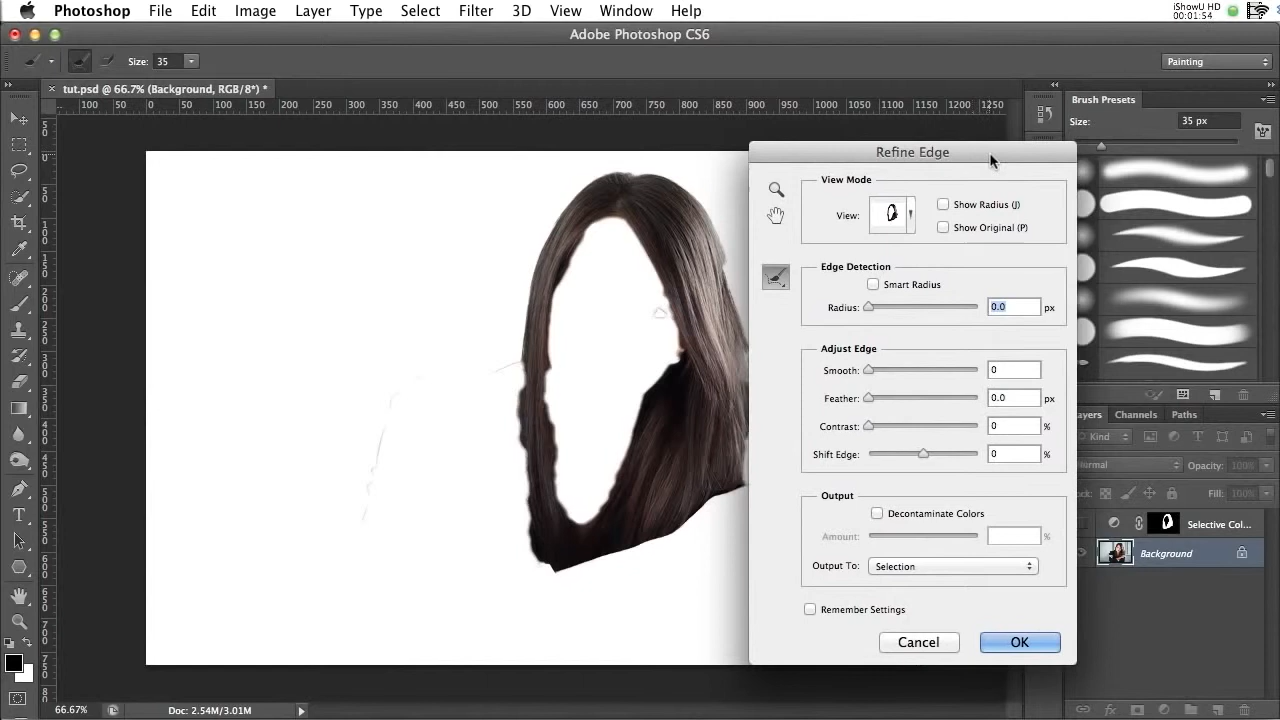 Photoshop File Edit Image Layer Type Select Filter 3D View Window Help
iShowU HD
00:01:54
Adobe Photoshop CS6
Size: 35
Painting
tut.psd @ 66.7% (Background, RGB/8*) *
100 50 0 50 100 150 200 250 300 350 400 450 500 550 600 650 700 750 800 850 900 950 1000 1050 1100 1150 1200 1250
Brush Presets
Size: 35 px
Refine Edge
View Mode
View:
Show Radius (J)
Show Original (P)
Edge Detection
Smart Radius
Radius: 0.0 px
Adjust Edge
Smooth: 0
Feather: 0.0 px
Contrast: 0 %
Shift Edge: 0 %
Output
Decontaminate Colors
Amount: %
Output To: Selection
Remember Settings
Cancel OK
ayers Channels Paths
Kind
Normal Opacity: 100%
ock: Fill: 100%
Selective Col...
Background
66.67% Doc: 2.54M/3.01M